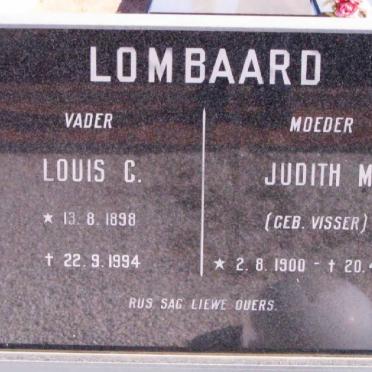 LOMBAARD
VADER
LOUIS C.
★ 13. 8. 1898
† 22. 9. 1994
MOEDER
JUDITH M
(GEB. VISSER)
★ 2. 8. 1900 - † 20. 4
RUS SAG LIEWE OUERS.